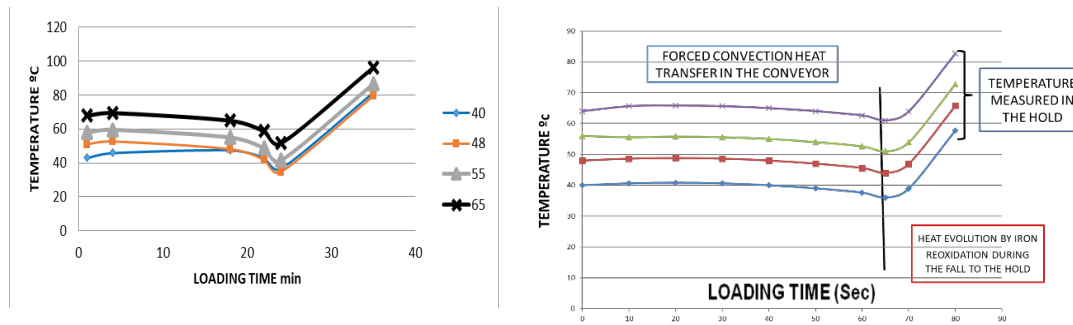 TEMPERATURE ºC
120
100
80
60
40
20
0
0 10 20 30 40
LOADING TIME min
40
48
55
65
TEMPERATURE ºc
90
80
70
60
50
40
30
20
10
0
0 10 20 30 40 50 60 70 80 90
LOADING TIME (Sec)
FORCED CONVECTION HEAT
TRANSFER IN THE CONVEYOR
TEMPERATURE
MEASURED IN
THE HOLD
HEAT EVOLUTION BY IRON
REOXIDATION DURING
THE FALL TO THE HOLD